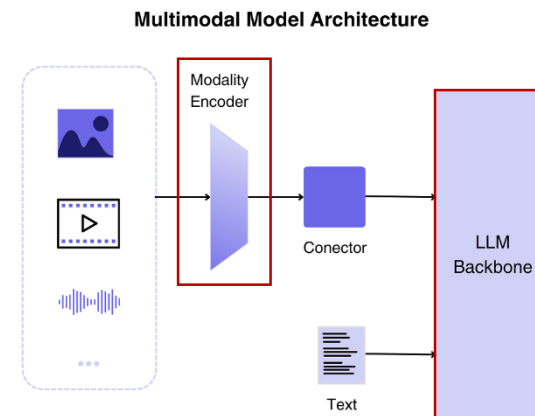 Multimodal Model Architecture
Modality
Encoder
Conector
LLM
Backbone
Text